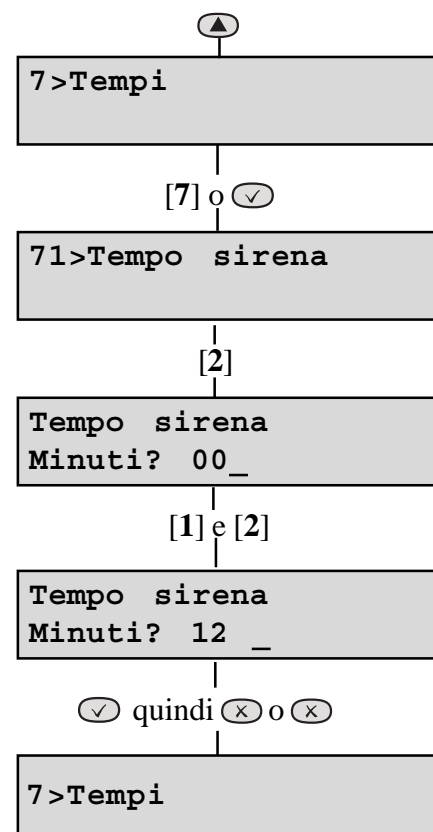 7>Tempi
[7] o
71>Tempo sirena
[2]
Tempo sirena
Minuti? 00_
[1] e [2]
Tempo sirena
Minuti? 12 _
quindi o
7>Tempi